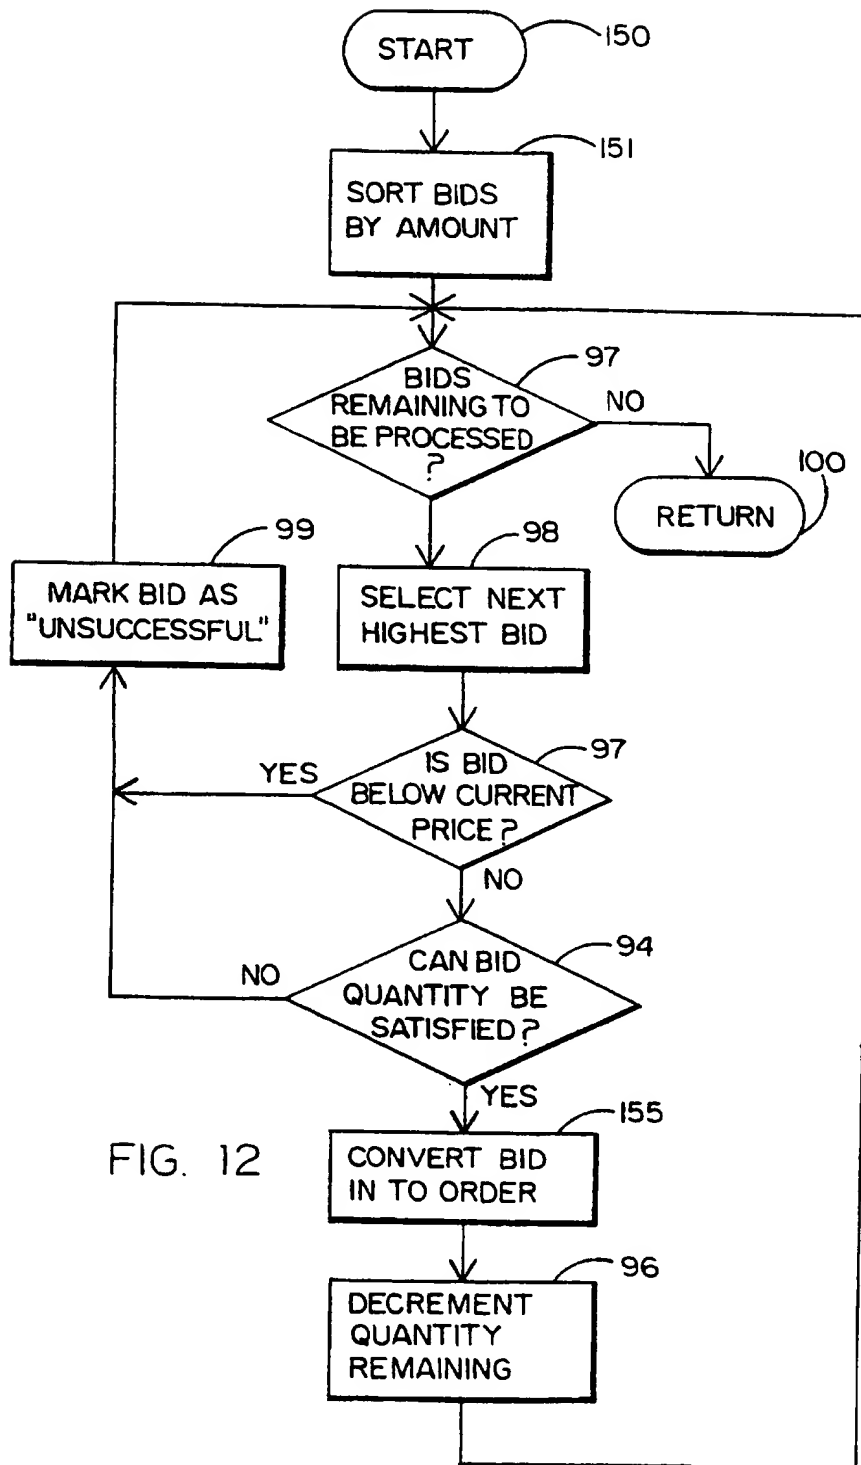 START
150
151
SORT BIDS
BY AMOUNT
97
BIDS
REMAINING TO
BE PROCESSED
?
NO
100
RETURN
99
MARK BID AS
"UNSUCCESSFUL"
98
SELECT NEXT
HIGHEST BID
97
YES
IS BID
BELOW CURRENT
PRICE?
NO
94
NO
CAN BID
QUANTITY BE
SATISFIED?
YES
155
FIG. 12
CONVERT BID
IN TO ORDER
96
DECREMENT
QUANTITY
REMAINING